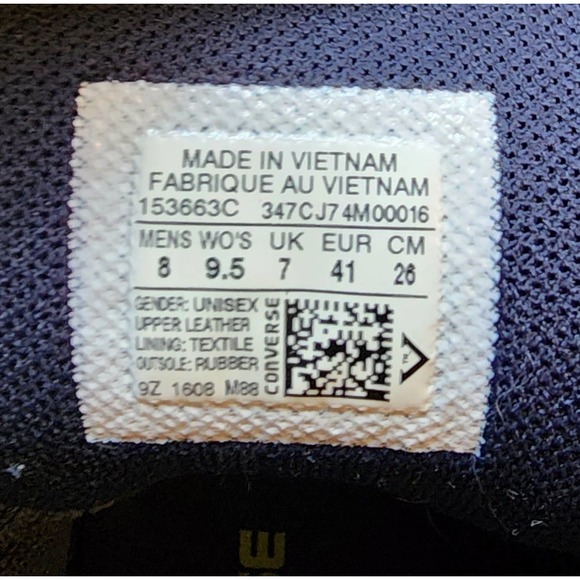 MADE IN VIETNAM
FABRIQUE AU VIETNAM
153663C 347CJ74M00016
MENS WO'S UK EUR CM
8 9.5 7 41 26
GENDER: UNISEX
UPPER LEATHER
LINING: TEXTILE
OUTSOLE: RUBBER
9Z 1608 M88
CONVERSE
TM